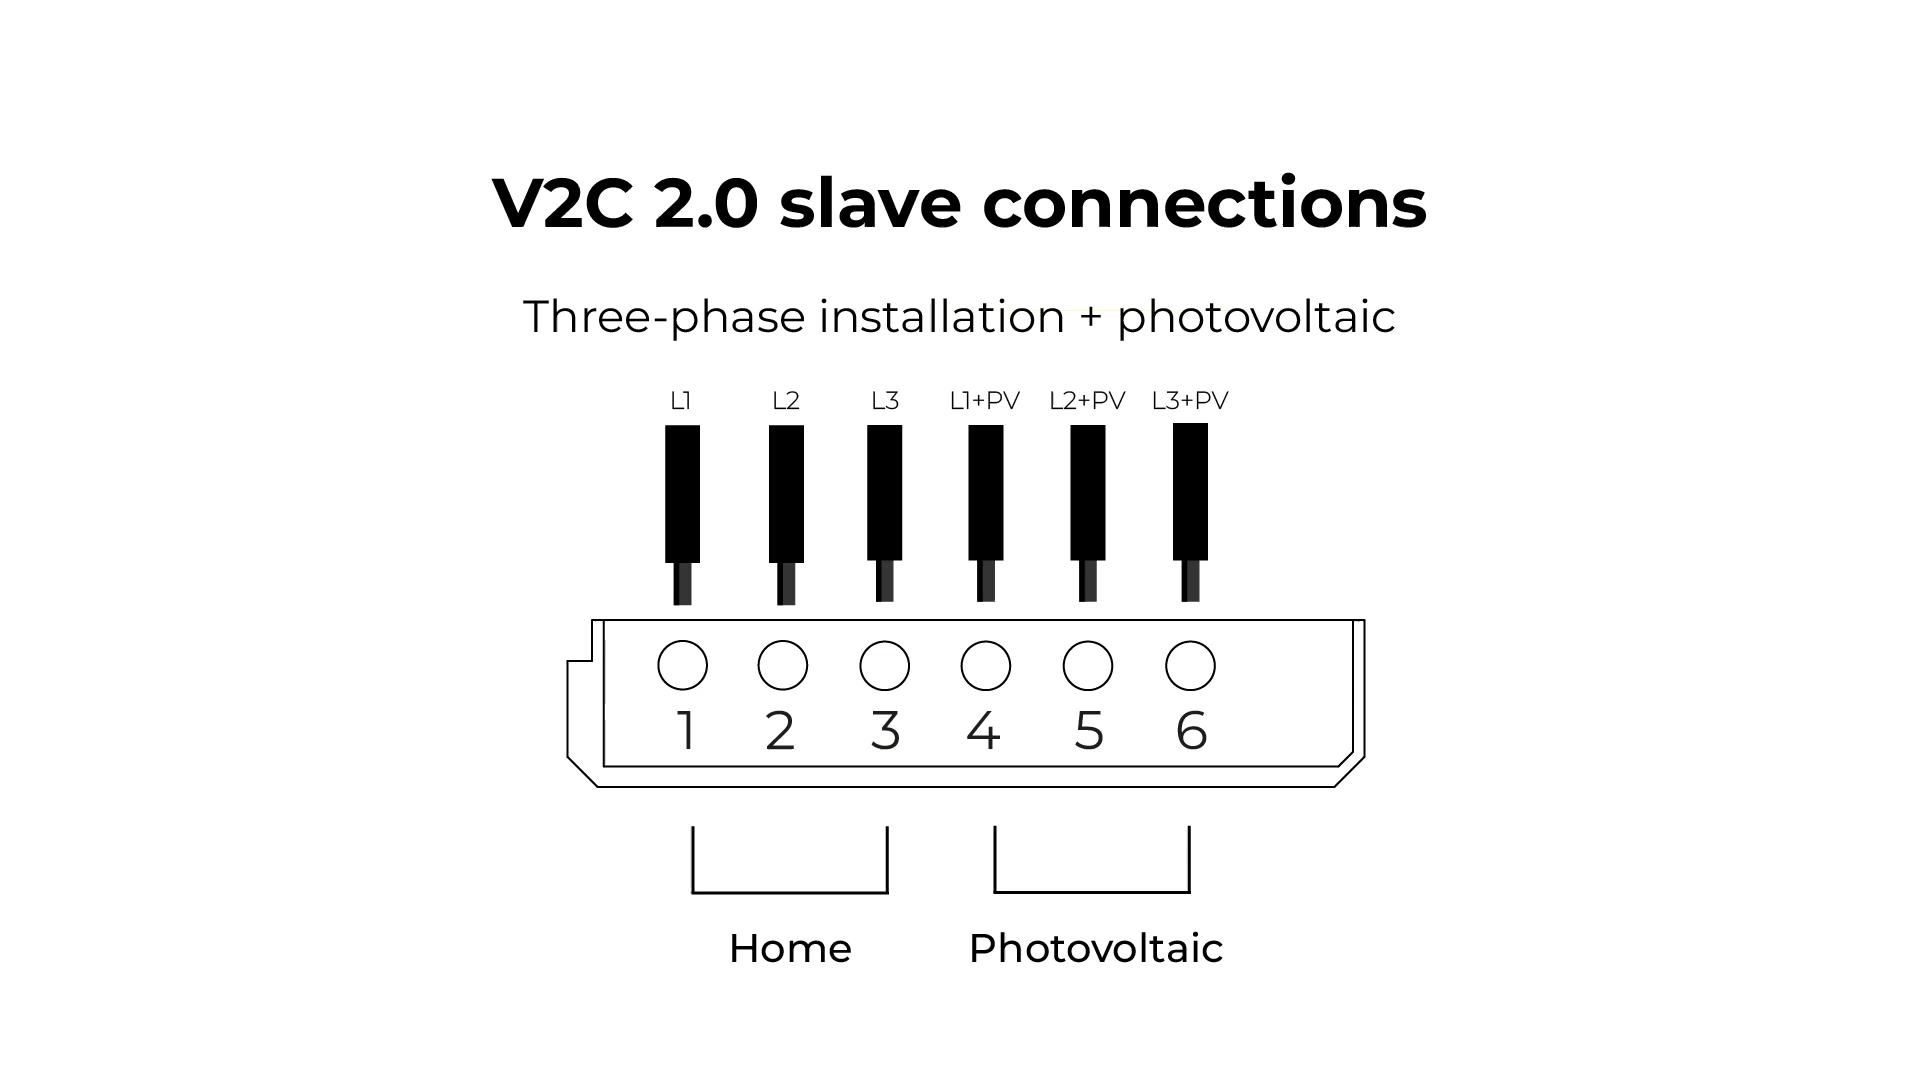 V2C 2.0 slave connections
Three-phase installation + photovoltaic
L1 L2 L3 L1+PV L2+PV L3+PV
1 2 3 4 5 6
Home Photovoltaic